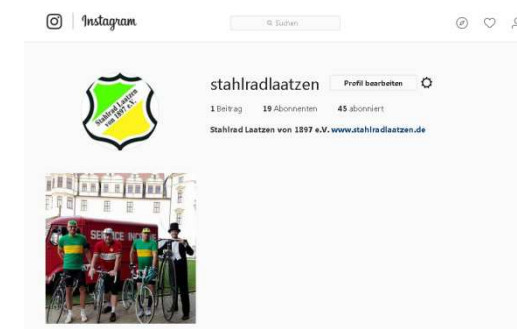 Instagram
Suchen
stahlradlaatzen Profil bearbeiten
1 Beitrag 19 Abonnenten 45 abonniert
Stahlrad Laatzen von 1897 e.V. www.stahlradlaatzen.de
Stahlrad Laatzen
von 1897 e.V.
SERVICE